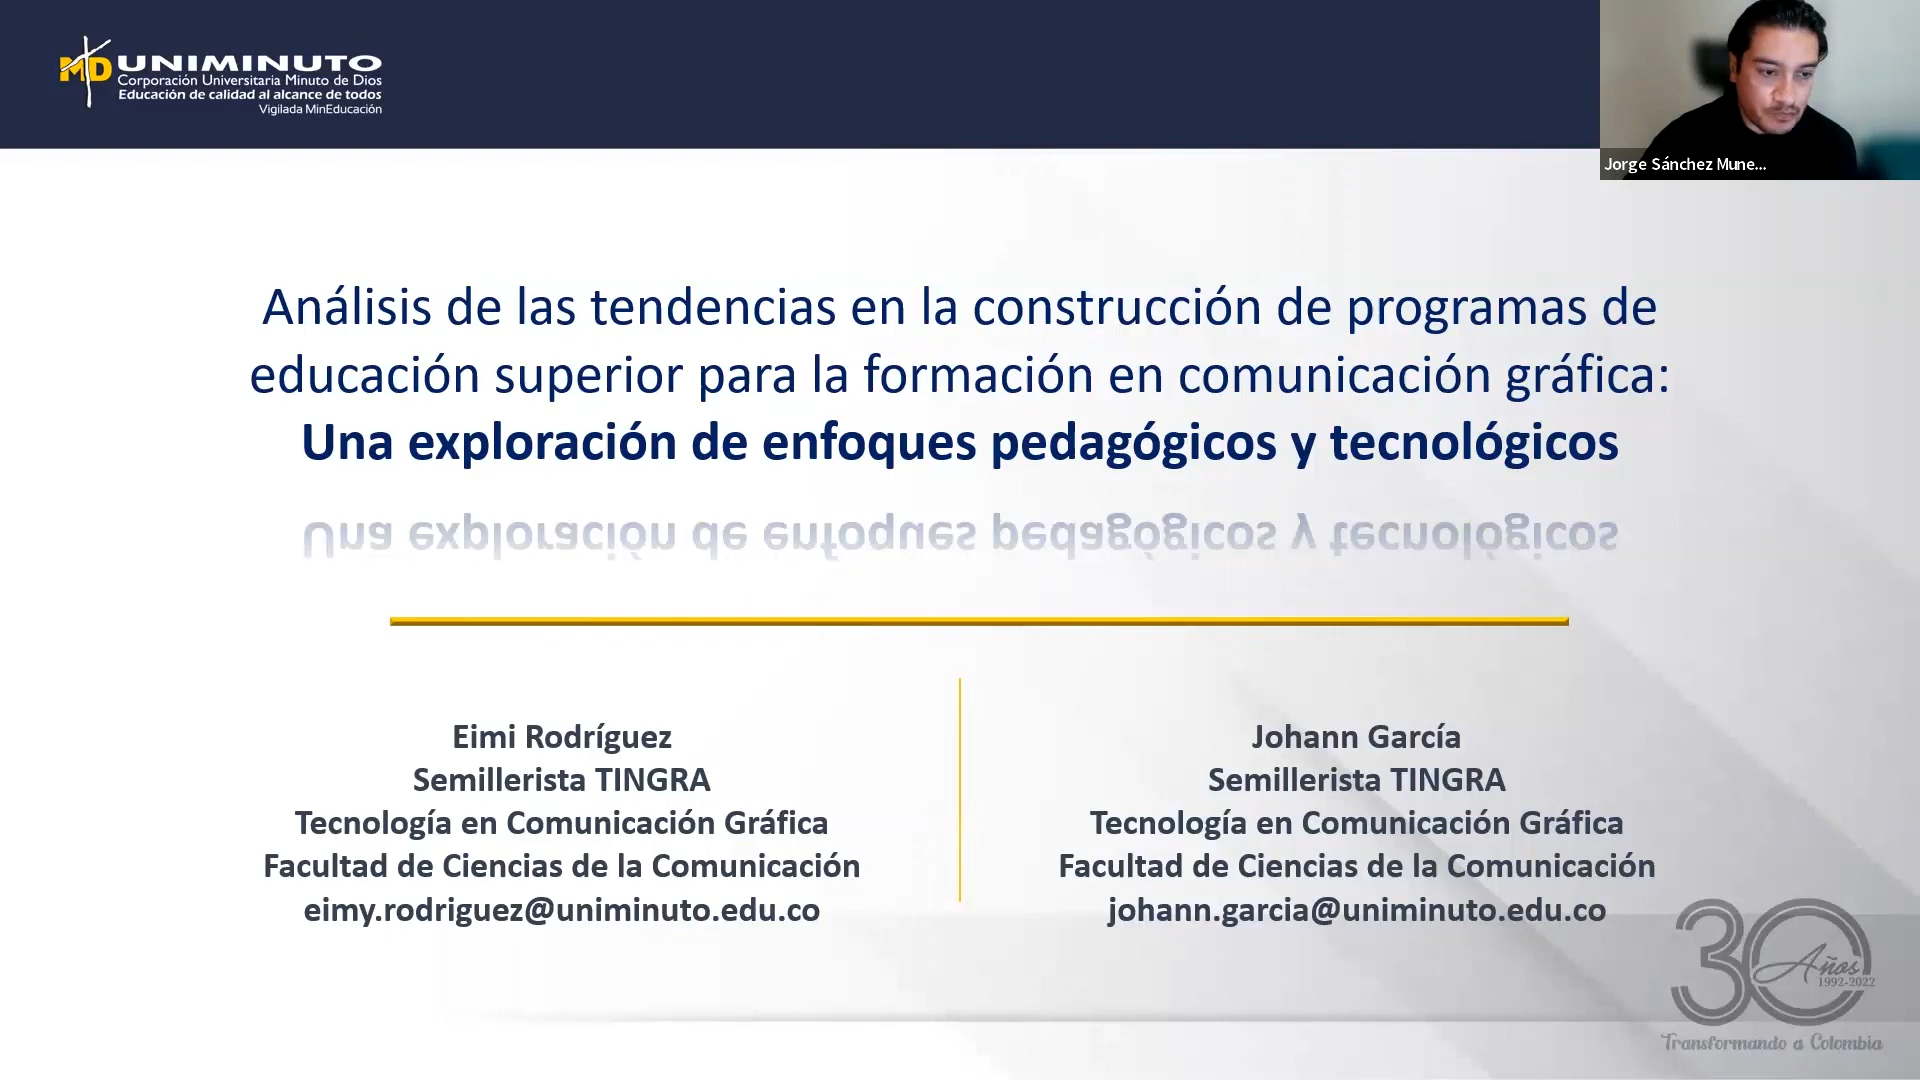 MD UNIMINUTO
Corporación Universitaria Minuto de Dios
Educación de calidad al alcance de todos
Vigilada MinEducación
Jorge Sánchez Mune...
Análisis de las tendencias en la construcción de programas de
educación superior para la formación en comunicación gráfica:
Una exploración de enfoques pedagógicos y tecnológicos
Eimi Rodríguez
Semillerista TINGRA
Tecnología en Comunicación Gráfica
Facultad de Ciencias de la Comunicación
eimy.rodriguez@uniminuto.edu.co
Johann García
Semillerista TINGRA
Tecnología en Comunicación Gráfica
Facultad de Ciencias de la Comunicación
johann.garcia@uniminuto.edu.co
30 Años
1992-2022
Transformando a Colombia